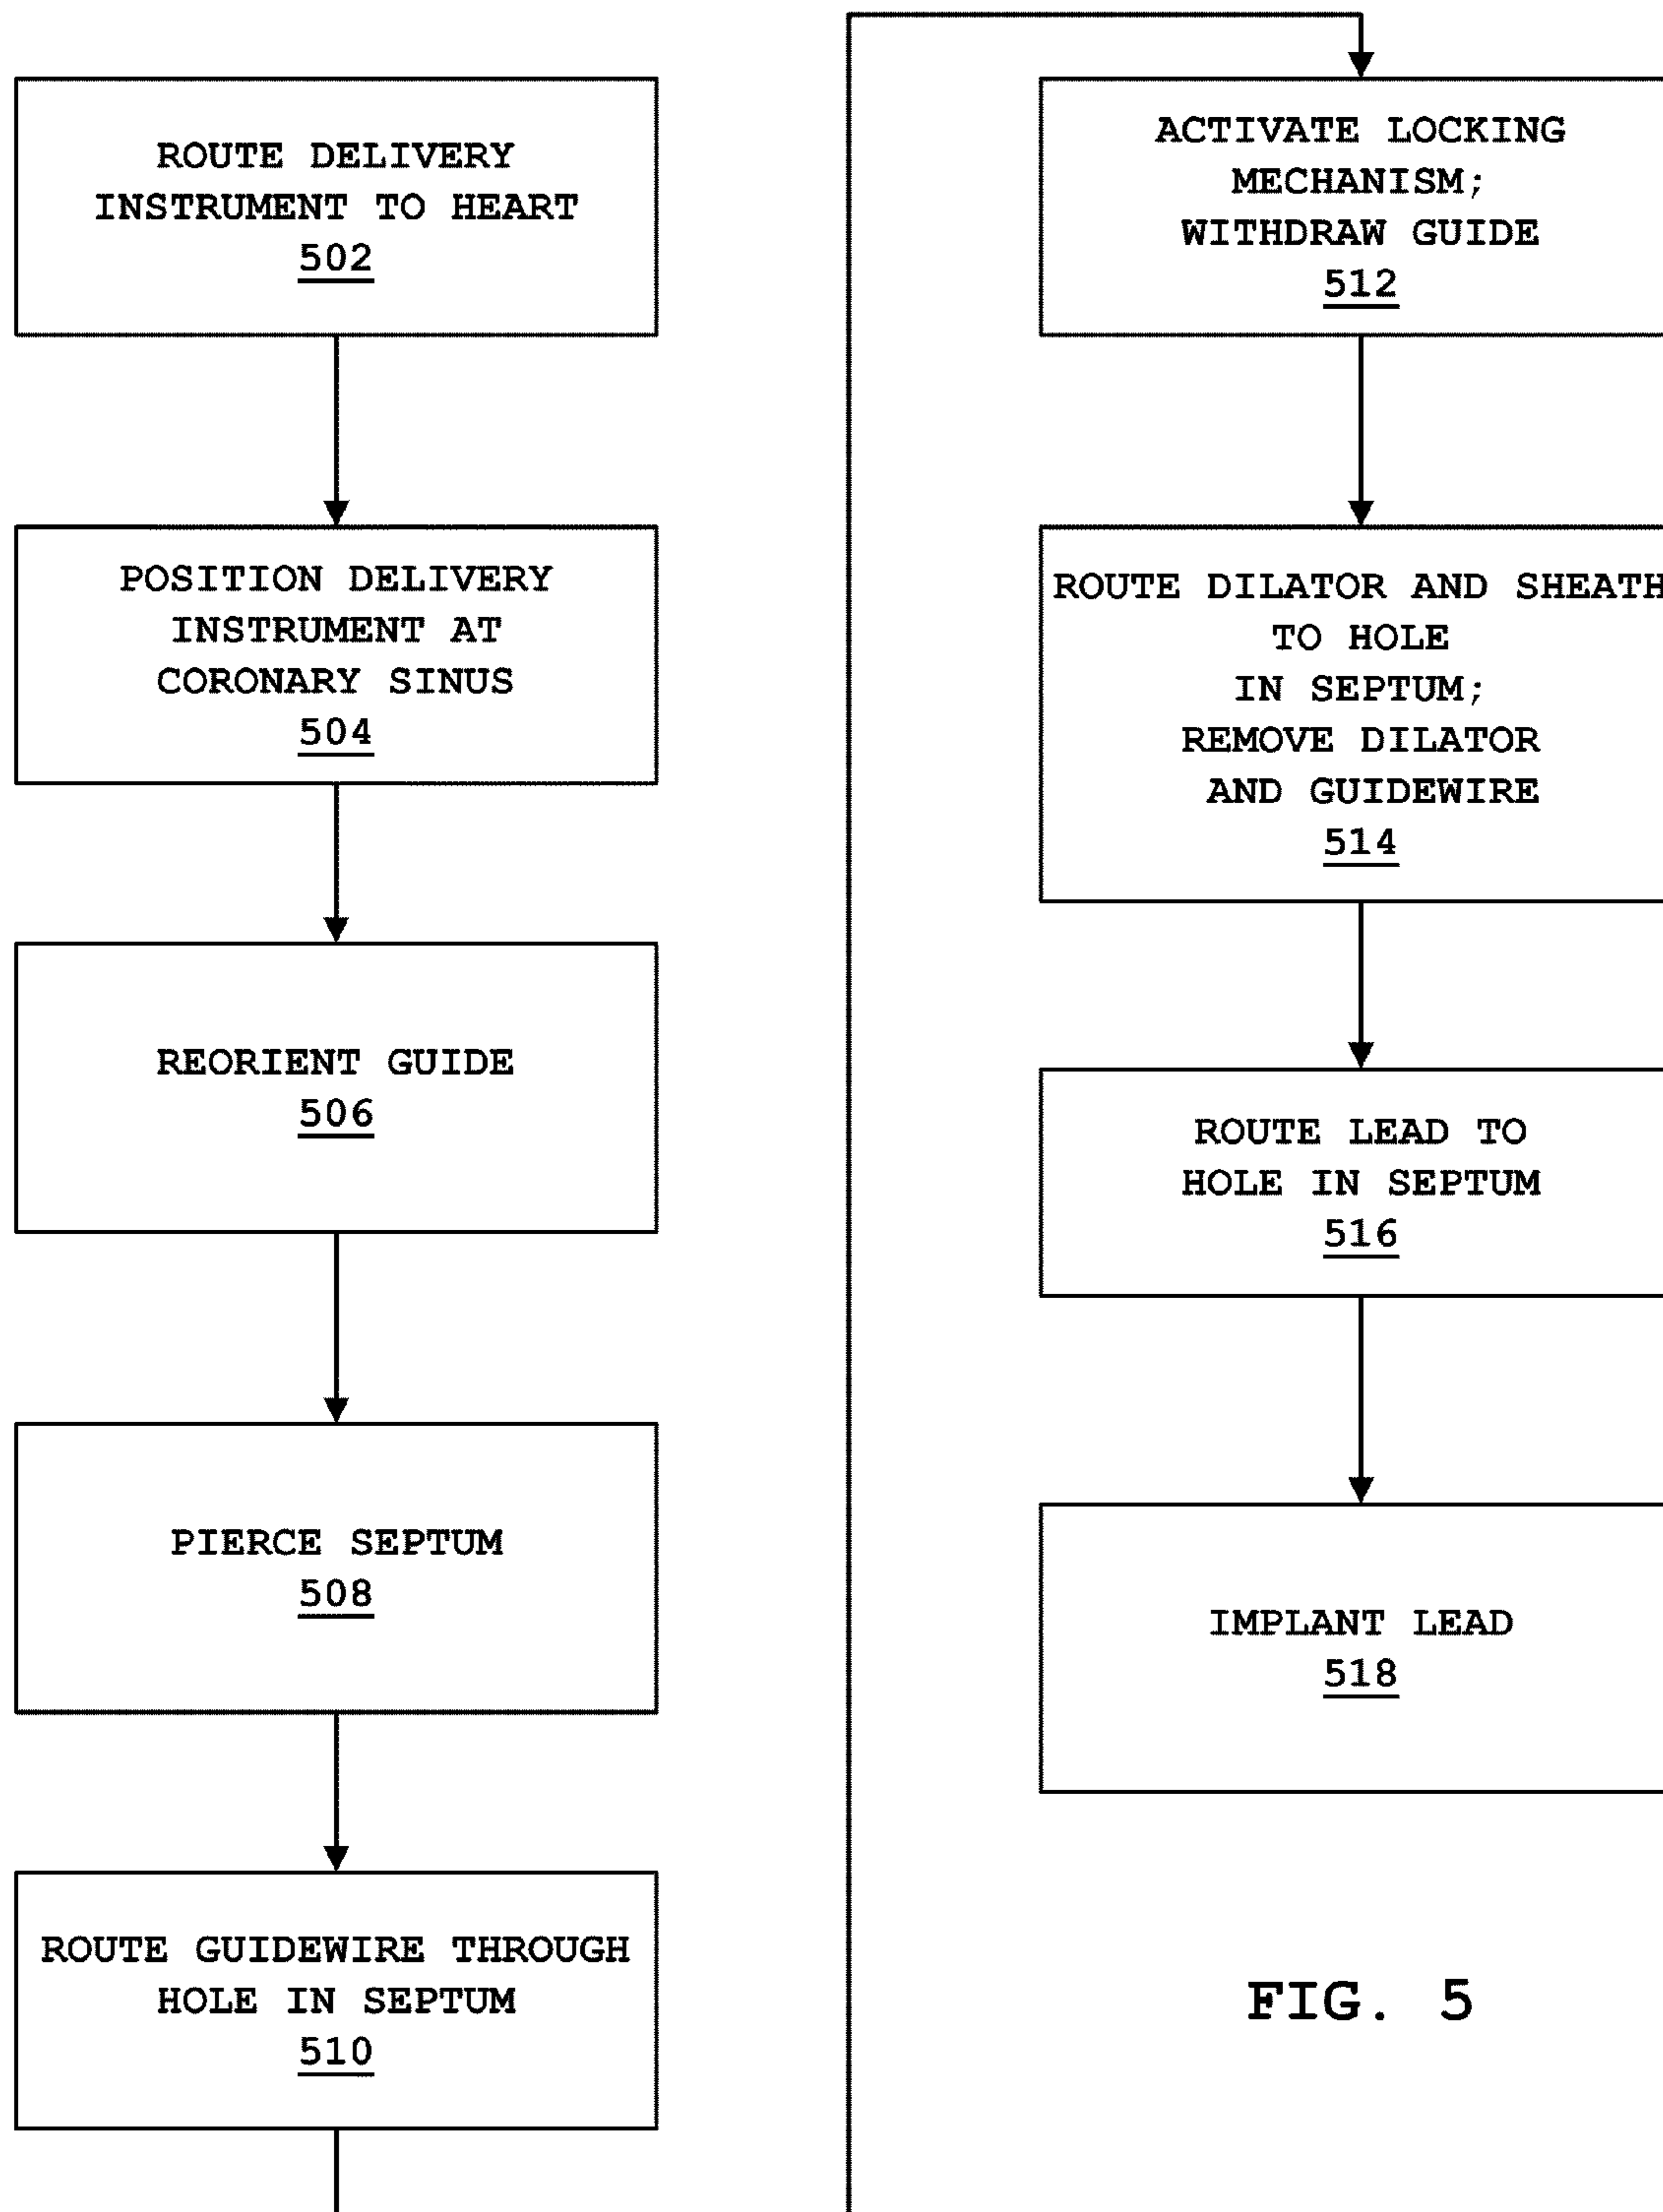 ROUTE DELIVERY
INSTRUMENT TO HEART
502
POSITION DELIVERY
INSTRUMENT AT
CORONARY SINUS
504
REORIENT GUIDE
506
PIERCE SEPTUM
508
ROUTE GUIDEWIRE THROUGH
HOLE IN SEPTUM
510
ACTIVATE LOCKING
MECHANISM;
WITHDRAW GUIDE
512
ROUTE DILATOR AND SHEATH
TO HOLE
IN SEPTUM;
REMOVE DILATOR
AND GUIDEWIRE
514
ROUTE LEAD TO
HOLE IN SEPTUM
516
IMPLANT LEAD
518
FIG. 5